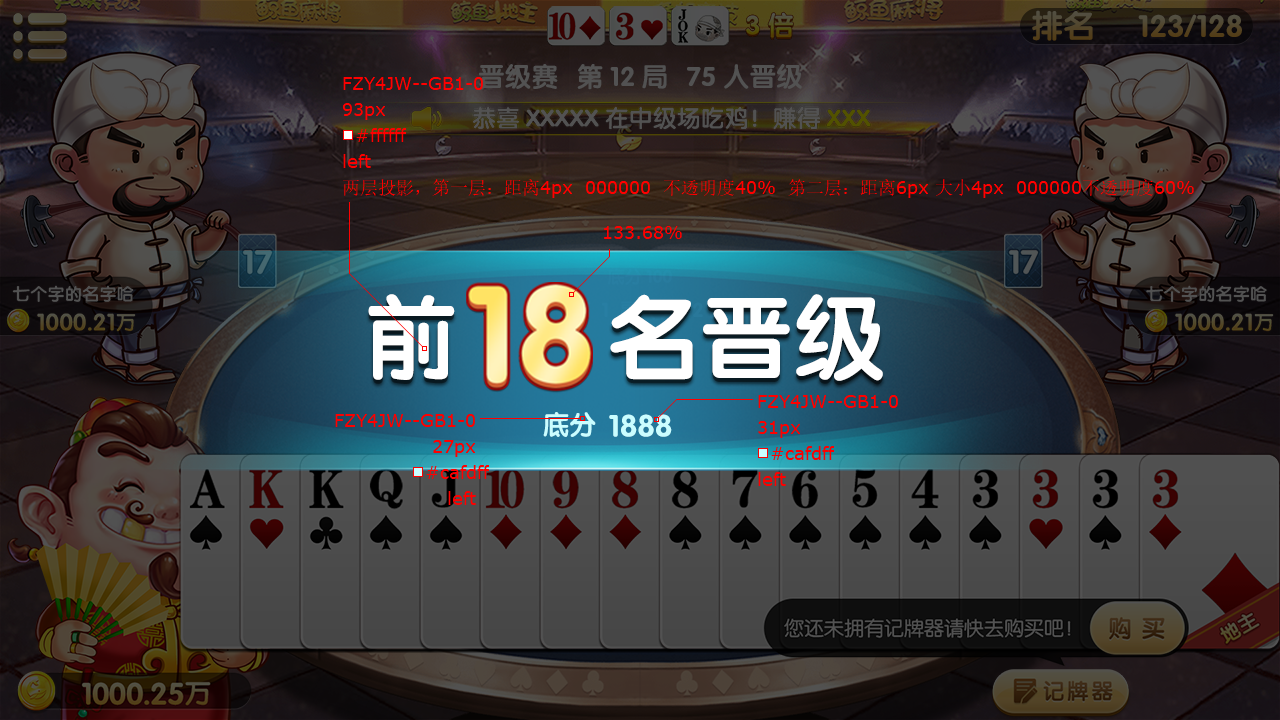 鲸鱼麻将
鲸鱼斗地主
鲸鱼麻将
10 3 JOK 3 倍
排名 123/128
晋级赛 第 12 局 75 人晋级
FZY4JW--GB1-0
93px
#ffffff
left
恭喜 XXXXX 在中级场吃鸡！赚得 XXX
两层投影，第一层：距离4px 000000 不透明度40% 第二层：距离6px 大小4px 000000不透明度60%
133.68%
17
17
七个字的名字哈
1000.21万
七个字的名字哈
1000.21万
前18名晋级
底分 1888
FZY4JW--GB1-0
27px
#cafdff
left
FZY4JW--GB1-0
31px
#cafdff
left
A K K Q J 10 9 8 8 7 6 5 4 3 3 3 3
地主
您还未拥有记牌器请快去购买吧！
购 买
1000.25万
记牌器